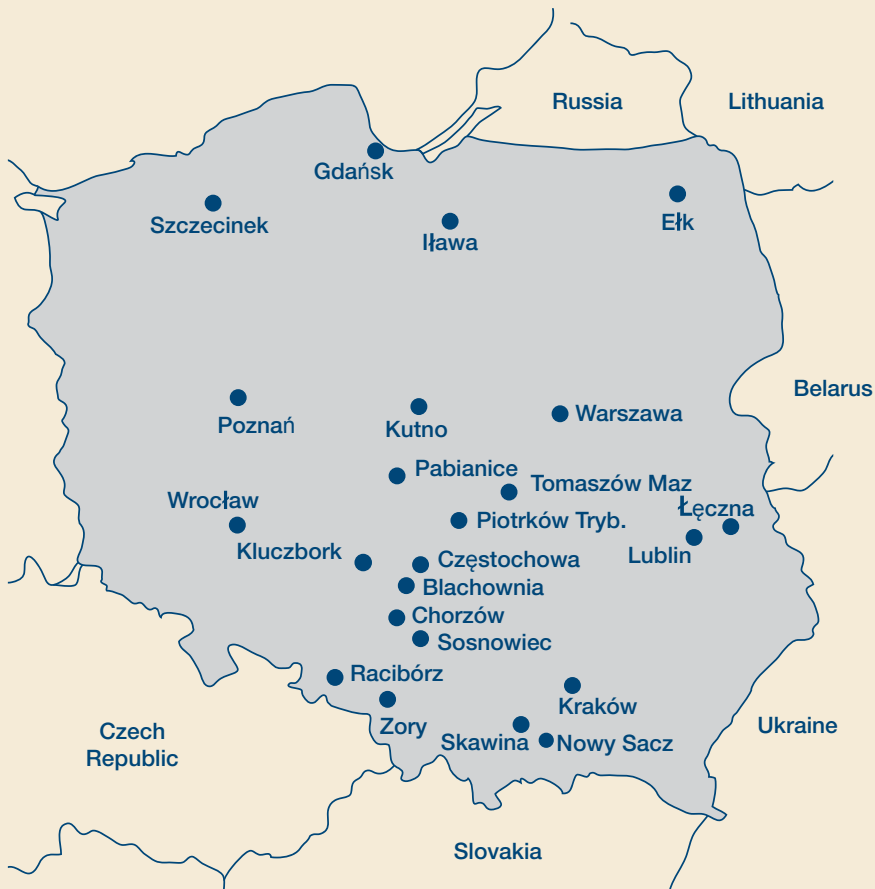 Russia
Lithuania
Gdańsk
Szczecinek
Iława
Ełk
Belarus
Poznań
Kutno
Warszawa
Pabianice
Tomaszów Maz
Wrocław
Łęczna
Piotrków Tryb.
Kluczbork
Częstochowa
Lublin
Blachownia
Chorzów
Sosnowiec
Racibórz
Kraków
Zory
Ukraine
Czech
Republic
Skawina
Nowy Sacz
Slovakia